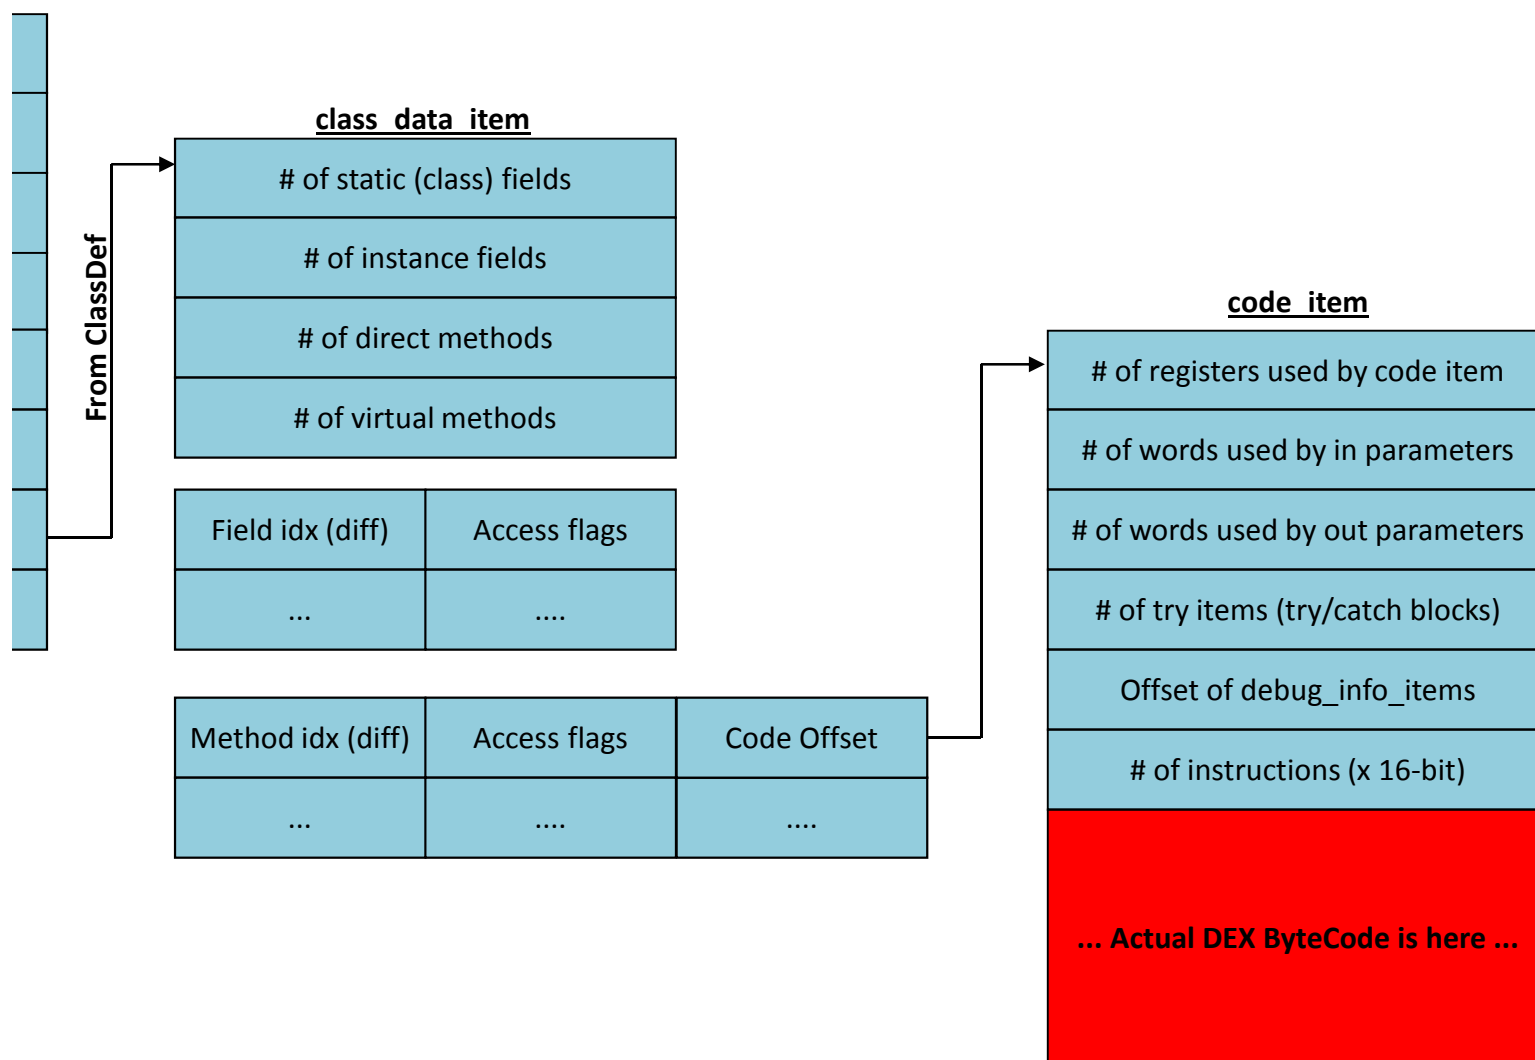 class_data_item
# of static (class) fields
# of instance fields
# of direct methods
# of virtual methods
From ClassDef
Field idx (diff) Access flags
... ....
Method idx (diff) Access flags Code Offset
... .... ....
code_item
# of registers used by code item
# of words used by in parameters
# of words used by out parameters
# of try items (try/catch blocks)
Offset of debug_info_items
# of instructions (x 16-bit)
... Actual DEX ByteCode is here ...